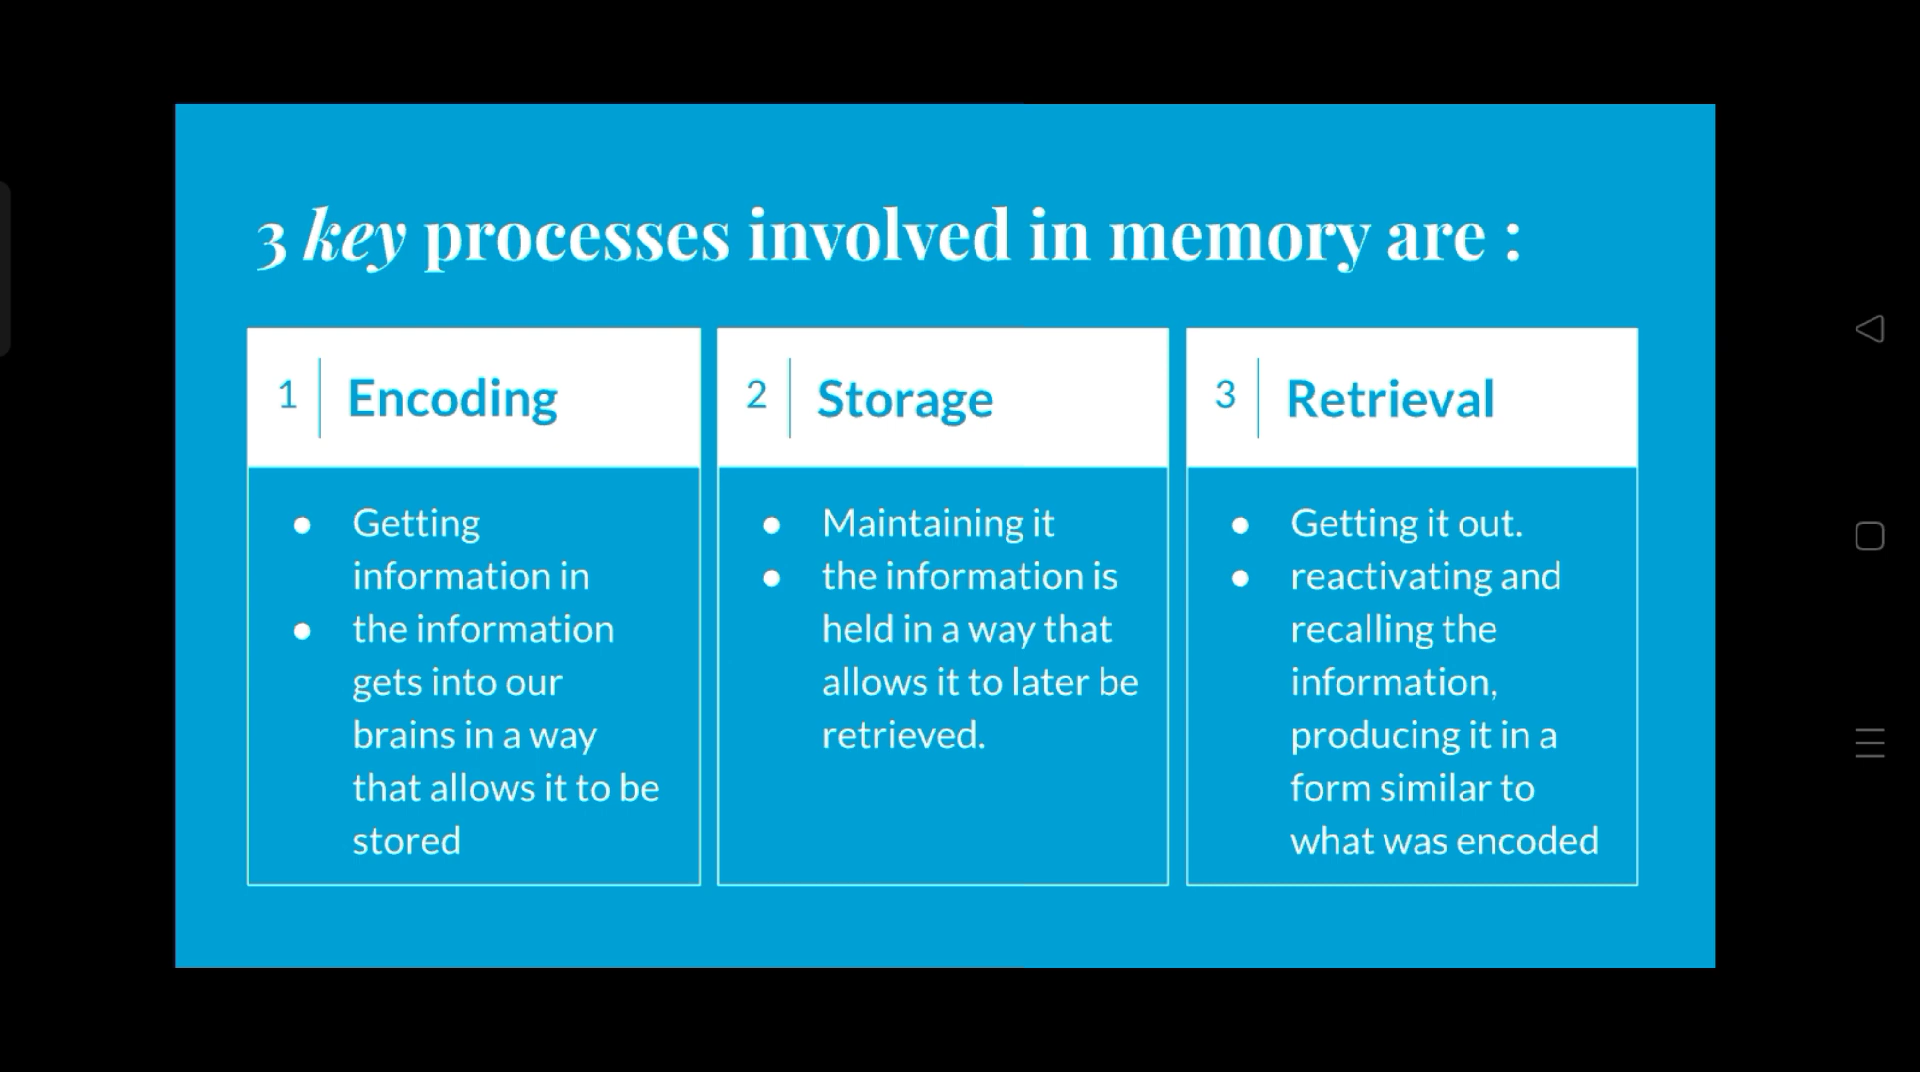 3 key processes involved in memory are :
1 Encoding
● Getting
information in
● the information
gets into our
brains in a way
that allows it to be
stored
2 Storage
● Maintaining it
● the information is
held in a way that
allows it to later be
retrieved.
3 Retrieval
● Getting it out.
● reactivating and
recalling the
information,
producing it in a
form similar to
what was encoded